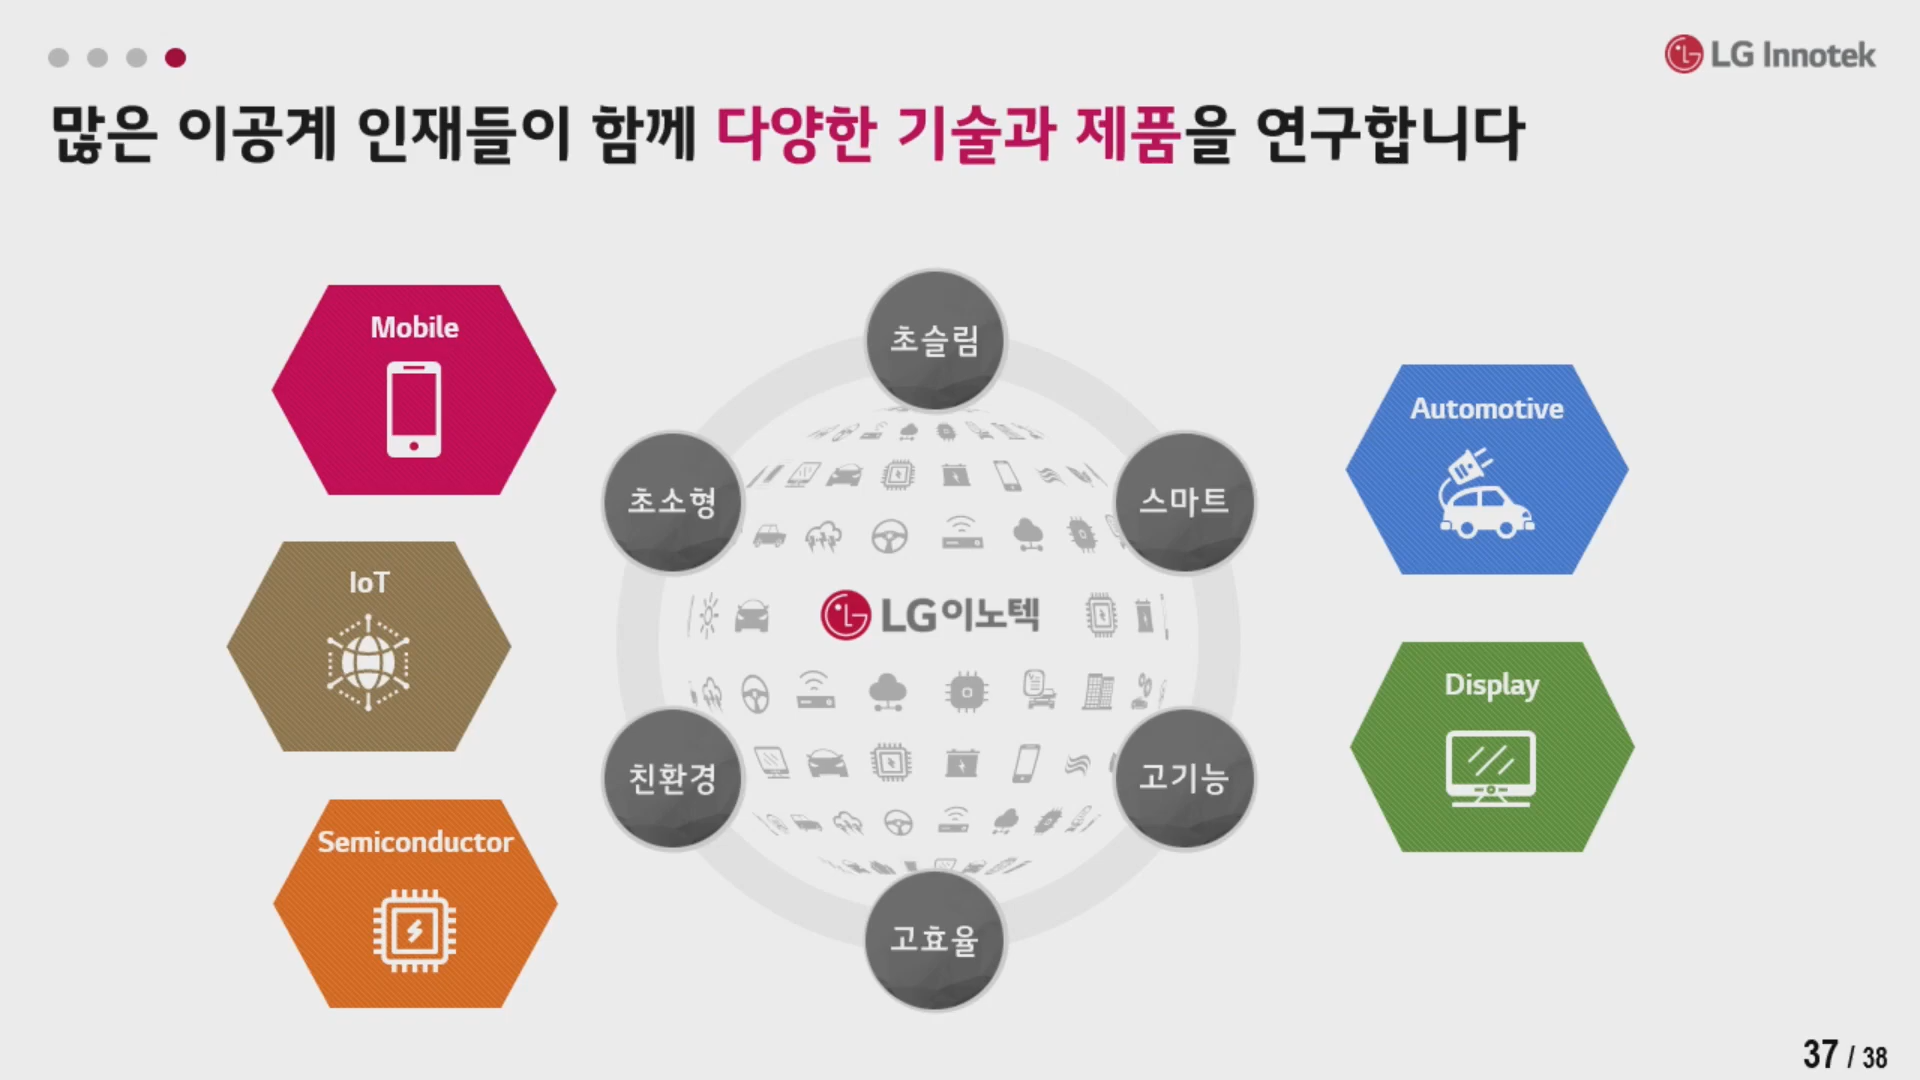 LG Innotek
많은 이공계 인재들이 함께 다양한 기술과 제품을 연구합니다
Mobile
IoT
Semiconductor
초슬림
초소형
스마트
LG이노텍
친환경
고기능
고효율
Automotive
Display
37 / 38